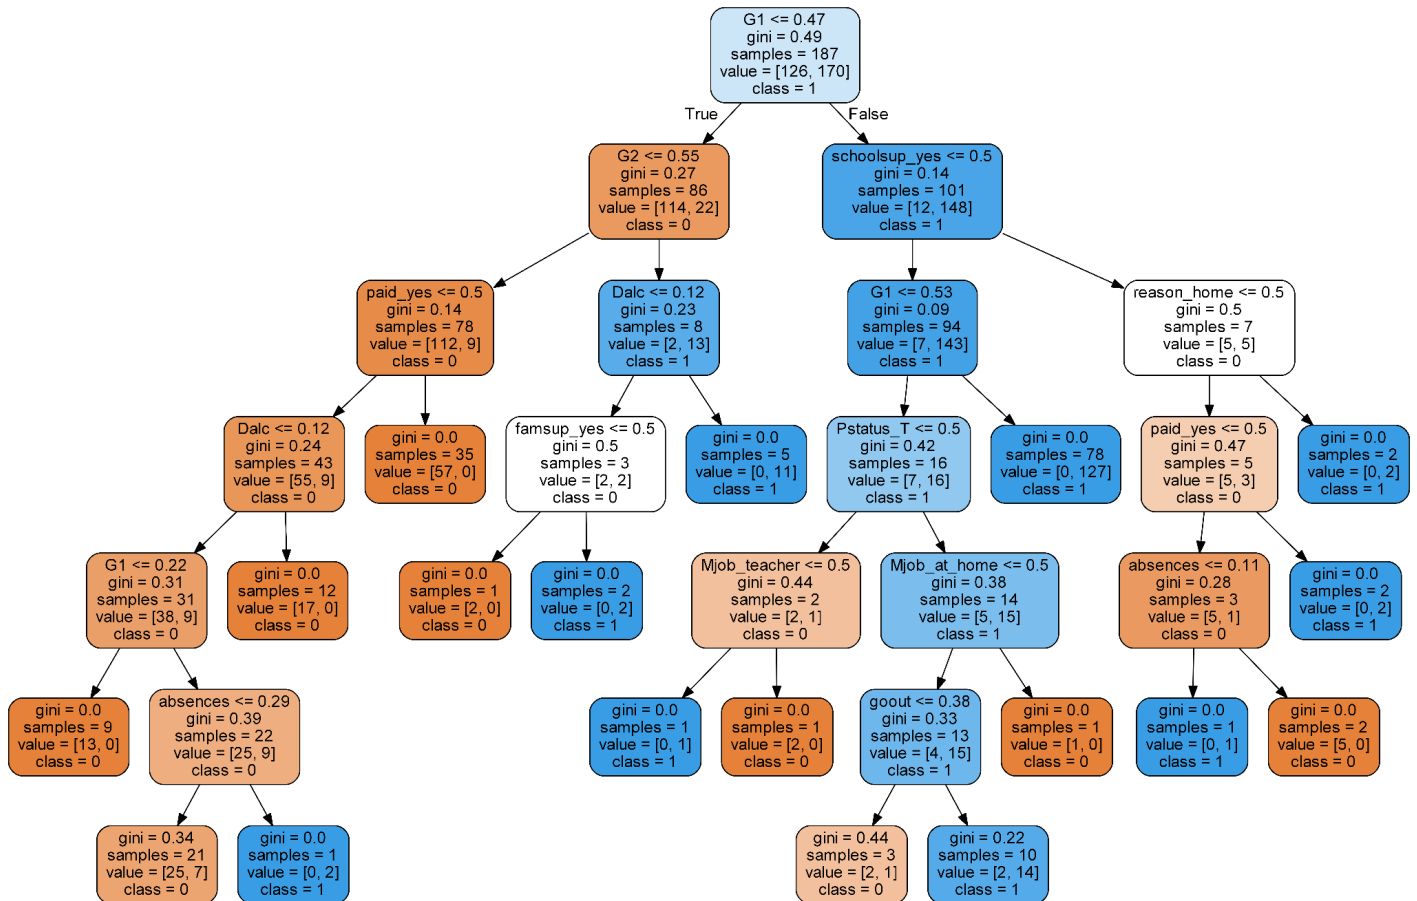 G1 <= 0.47
gini = 0.49
samples = 187
value = [126, 170]
class = 1
True
False
G2 <= 0.55
gini = 0.27
samples = 86
value = [114, 22]
class = 0
schoolsup_yes <= 0.5
gini = 0.14
samples = 101
value = [12, 148]
class = 1
paid_yes <= 0.5
gini = 0.14
samples = 78
value = [112, 9]
class = 0
Dalc <= 0.12
gini = 0.23
samples = 8
value = [2, 13]
class = 1
G1 <= 0.53
gini = 0.09
samples = 94
value = [7, 143]
class = 1
reason_home <= 0.5
gini = 0.5
samples = 7
value = [5, 5]
class = 0
Dalc <= 0.12
gini = 0.24
samples = 43
value = [55, 9]
class = 0
gini = 0.0
samples = 35
value = [57, 0]
class = 0
famsup_yes <= 0.5
gini = 0.5
samples = 3
value = [2, 2]
class = 0
gini = 0.0
samples = 5
value = [0, 11]
class = 1
Pstatus_T <= 0.5
gini = 0.42
samples = 16
value = [7, 16]
class = 1
gini = 0.0
samples = 78
value = [0, 127]
class = 1
paid_yes <= 0.5
gini = 0.47
samples = 5
value = [5, 3]
class = 0
gini = 0.0
samples = 2
value = [0, 2]
class = 1
G1 <= 0.22
gini = 0.31
samples = 31
value = [38, 9]
class = 0
gini = 0.0
samples = 12
value = [17, 0]
class = 0
gini = 0.0
samples = 1
value = [2, 0]
class = 0
gini = 0.0
samples = 2
value = [0, 2]
class = 1
Mjob_teacher <= 0.5
gini = 0.44
samples = 2
value = [2, 1]
class = 0
Mjob_at_home <= 0.5
gini = 0.38
samples = 14
value = [5, 15]
class = 1
absences <= 0.11
gini = 0.28
samples = 3
value = [5, 1]
class = 0
gini = 0.0
samples = 2
value = [0, 2]
class = 1
gini = 0.0
samples = 9
value = [13, 0]
class = 0
absences <= 0.29
gini = 0.39
samples = 22
value = [25, 9]
class = 0
gini = 0.0
samples = 1
value = [0, 1]
class = 1
gini = 0.0
samples = 1
value = [2, 0]
class = 0
goout <= 0.38
gini = 0.33
samples = 13
value = [4, 15]
class = 1
gini = 0.0
samples = 1
value = [1, 0]
class = 0
gini = 0.0
samples = 1
value = [0, 1]
class = 1
gini = 0.0
samples = 2
value = [5, 0]
class = 0
gini = 0.34
samples = 21
value = [25, 7]
class = 0
gini = 0.0
samples = 1
value = [0, 2]
class = 1
gini = 0.44
samples = 3
value = [2, 1]
class = 0
gini = 0.22
samples = 10
value = [2, 14]
class = 1